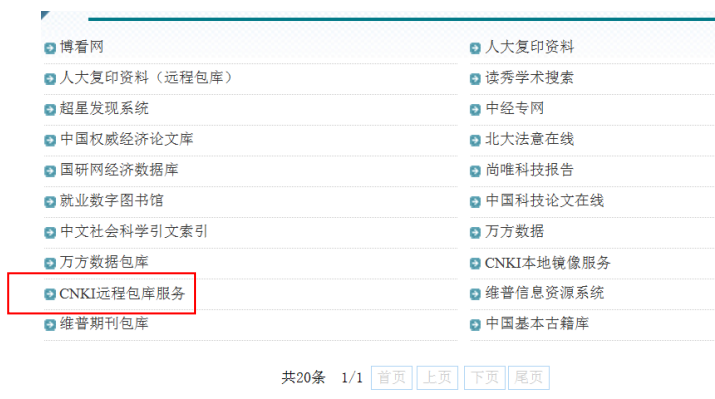 博看网
人大复印资料
人大复印资料（远程包库）
读秀学术搜索
超星发现系统
中经专网
中国权威经济论文库
北大法意在线
国研网经济数据库
尚唯科技报告
就业数字图书馆
中国科技论文在线
中文社会科学引文索引
万方数据
万方数据包库
CNKI本地镜像服务
CNKI远程包库服务
维普信息资源系统
维普期刊包库
中国基本古籍库
共20条 1/1 首页 上页 下页 尾页